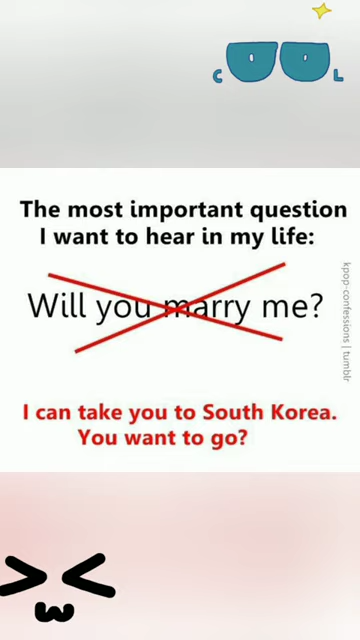 COOL
The most important question
I want to hear in my life:
Will you marry me?
kpop-confessions | tumblr
I can take you to South Korea.
You want to go?